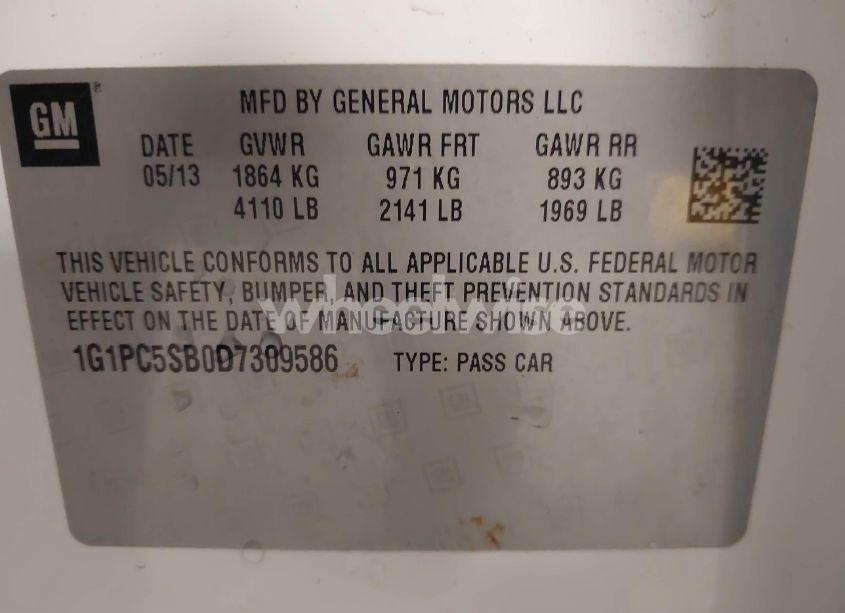 GM
MFD BY GENERAL MOTORS LLC
DATE GVWR GAWR FRT GAWR RR
05/13 1864 KG 971 KG 893 KG
4110 LB 2141 LB 1969 LB
THIS VEHICLE CONFORMS TO ALL APPLICABLE U.S. FEDERAL MOTOR
VEHICLE SAFETY, BUMPER, AND THEFT PREVENTION STANDARDS IN
EFFECT ON THE DATE OF MANUFACTURE SHOWN ABOVE.
wheelwise
1G1PC5SB0D7309586 TYPE: PASS CAR